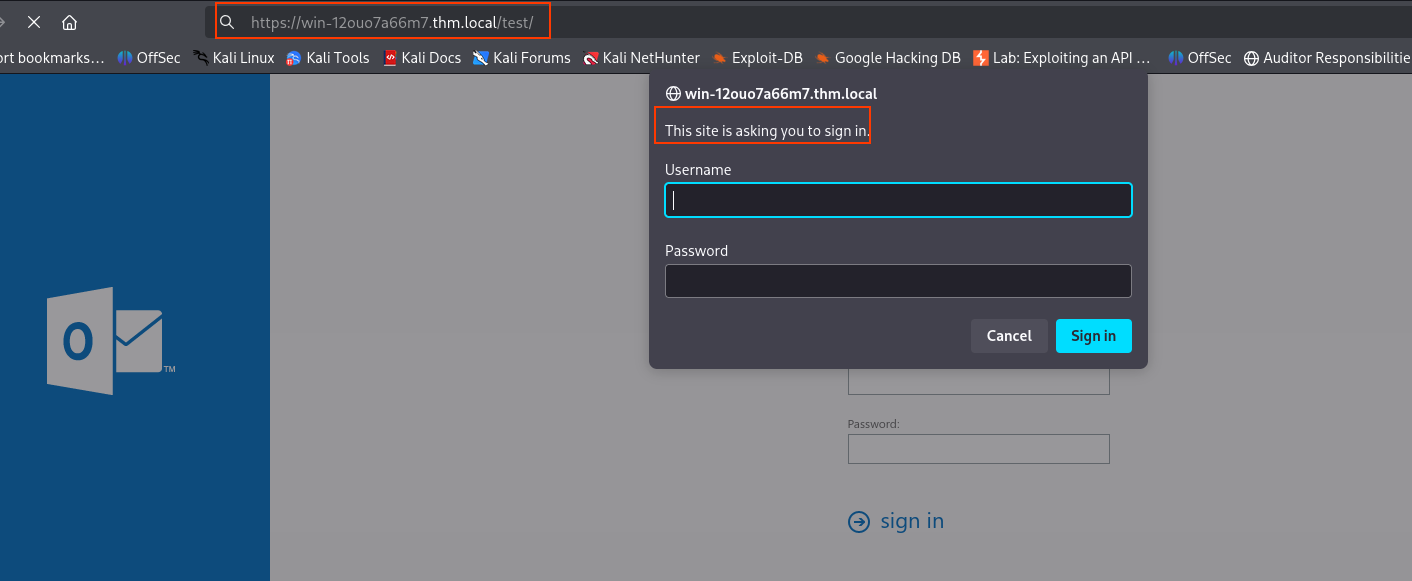 https://win-12ouo7a66m7.thm.local/test/
ort bookmarks… OffSec Kali Linux Kali Tools Kali Docs Kali Forums Kali NetHunter Exploit-DB Google Hacking DB Lab: Exploiting an API … OffSec Auditor Responsibilitie
win-12ouo7a66m7.thm.local
This site is asking you to sign in.
Username
Password
Cancel Sign in
O
TM
Password:
sign in